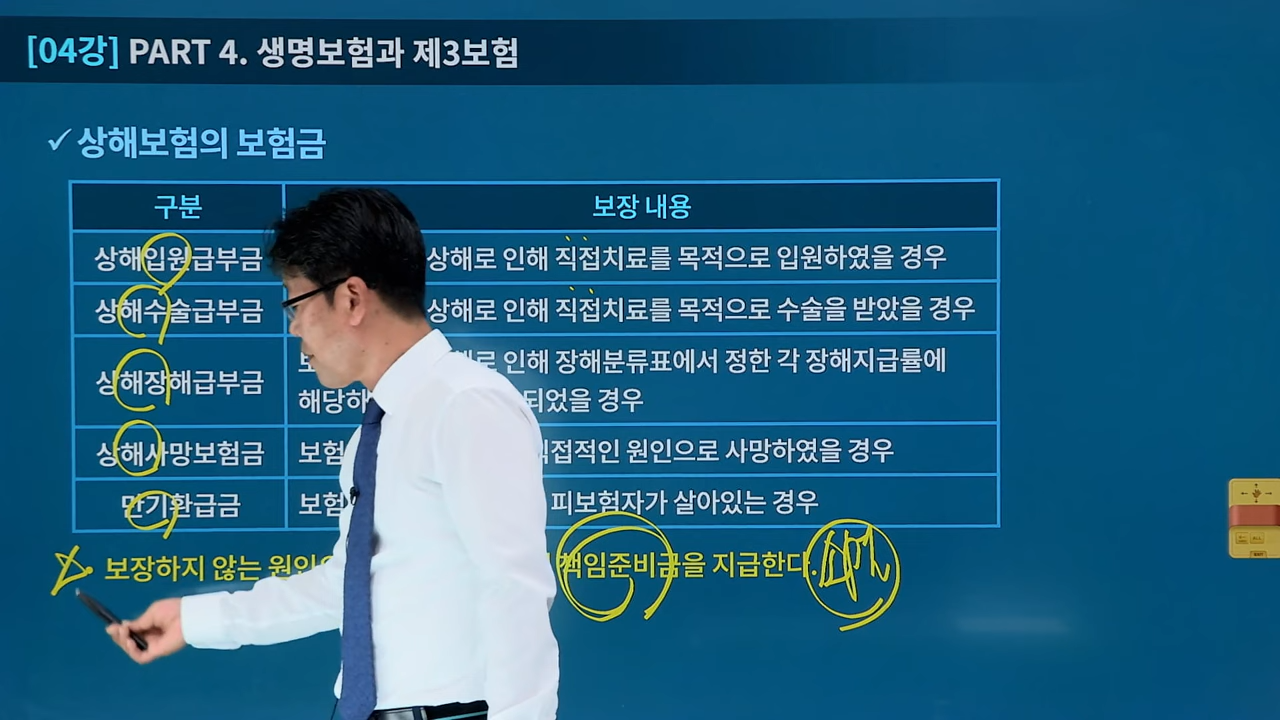 [04강] PART 4. 생명보험과 제3보험
✓ 상해보험의 보험금
구분
보장 내용
상해입원급부금
상해로 인해 직접치료를 목적으로 입원하였을 경우
상해수술급부금
상해로 인해 직접치료를 목적으로 수술을 받았을 경우
상해장해급부금
인해 장해분류표에서 정한 각 장해지급률에
해당하 되었을 경우
상해사망보험금
보험 직접적인 원인으로 사망하였을 경우
만기환급금
보험 피보험자가 살아있는 경우
보장하지 않는 원인 책임준비금을 지급한다.